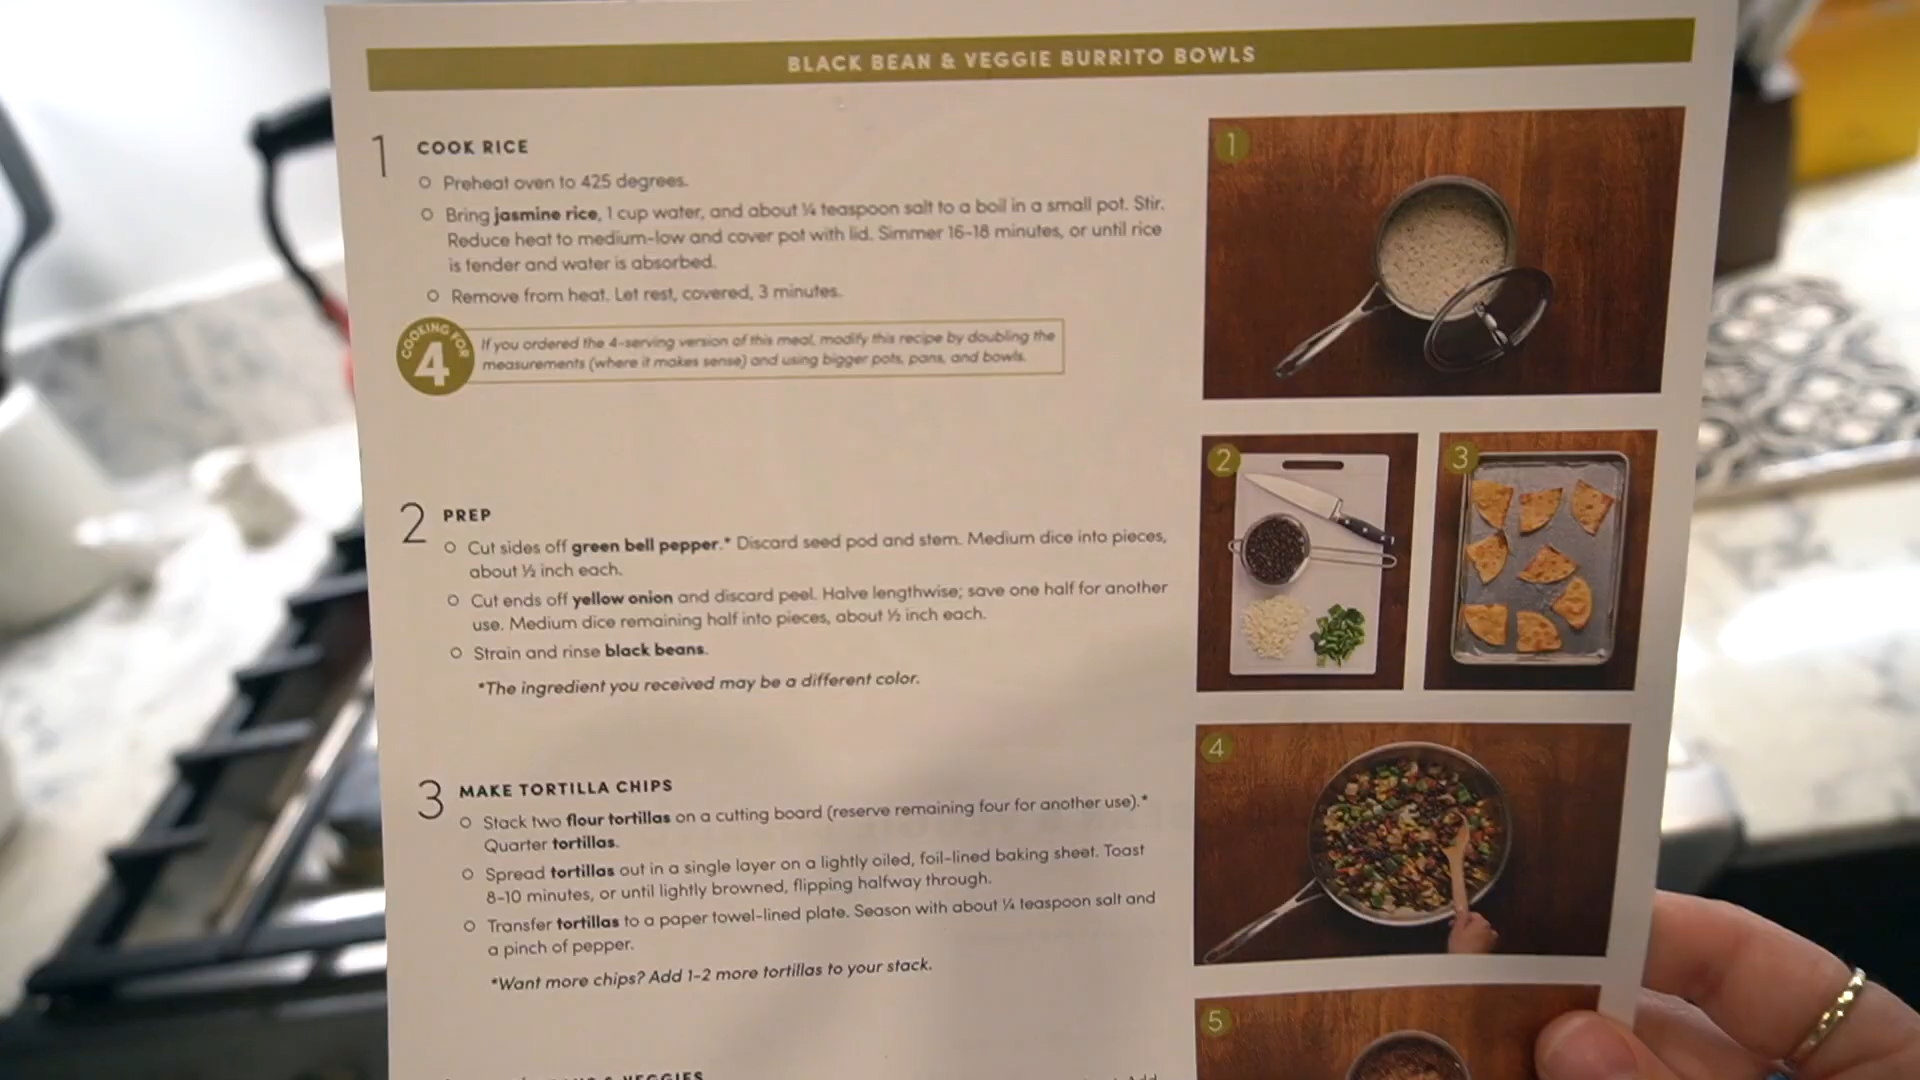 BLACK BEAN & VEGGIE BURRITO BOWLS
1
COOK RICE
Preheat oven to 425 degrees.
Bring jasmine rice, 1 cup water, and about ¼ teaspoon salt to a boil in a small pot. Stir.
Reduce heat to medium-low and cover pot with lid. Simmer 16-18 minutes, or until rice
is tender and water is absorbed.
Remove from heat. Let rest, covered, 3 minutes.
COOKING FOR
4
If you ordered the 4-serving version of this meal, modify this recipe by doubling the
measurements (where it makes sense) and using bigger pots, pans, and bowls.
2
PREP
Cut sides off green bell pepper.* Discard seed pod and stem. Medium dice into pieces,
about ½ inch each.
Cut ends off yellow onion and discard peel. Halve lengthwise; save one half for another
use. Medium dice remaining half into pieces, about ½ inch each.
Strain and rinse black beans.
*The ingredient you received may be a different color.
3
MAKE TORTILLA CHIPS
Stack two flour tortillas on a cutting board (reserve remaining four for another use).*
Quarter tortillas.
Spread tortillas out in a single layer on a lightly oiled, foil-lined baking sheet. Toast
8-10 minutes, or until lightly browned, flipping halfway through.
Transfer tortillas to a paper towel-lined plate. Season with about ¼ teaspoon salt and
a pinch of pepper.
*Want more chips? Add 1-2 more tortillas to your stack.
& VEGGIES
Add
1
2
3
4
5